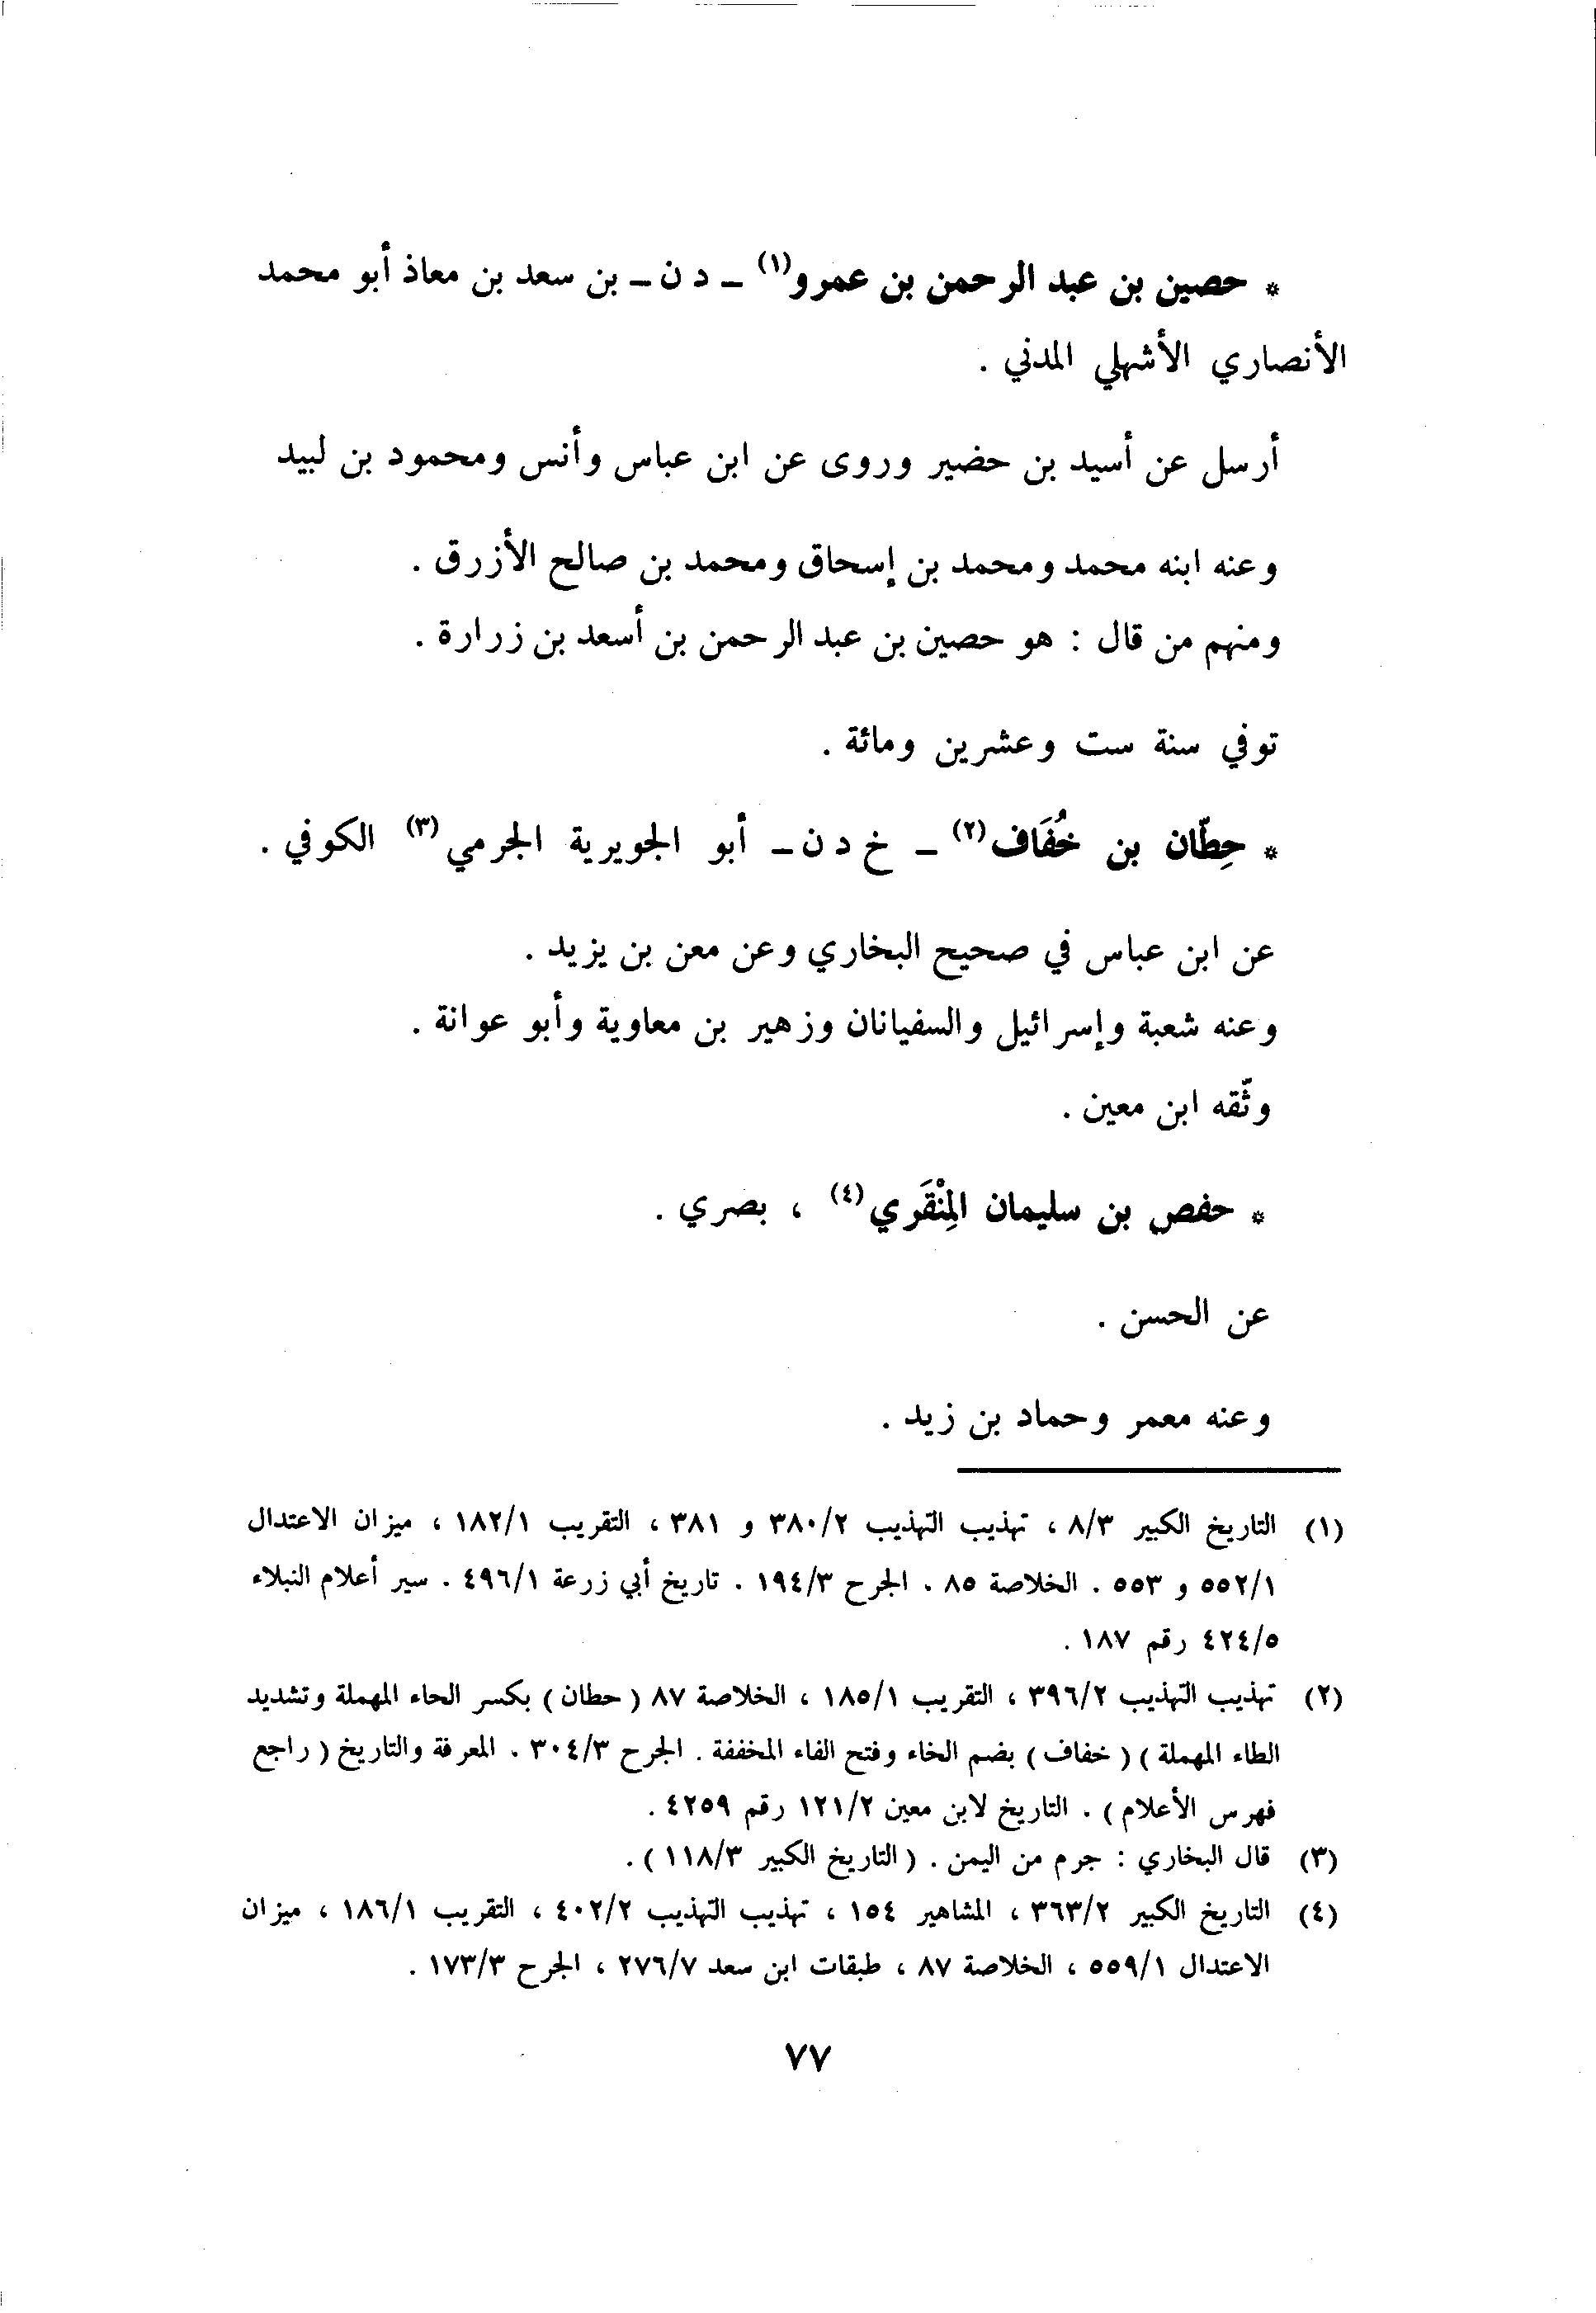 * حصين بن عبد الرحمن بن عمرو(١) ـ د ن ـ بن سعد بن معاذ أبو محمد
الأنصاري الأشهلي المدني .
أرسل عن أسيد بن حضير وروى عن ابن عباس وأنس ومحمود بن لبيد
وعنه ابنه محمد ومحمد بن إسحاق ومحمد بن صالح الأزرق .
ومنهم من قال : هو حصين بن عبد الرحمن بن أسعد بن زرارة .
توفي سنة ست وعشرين ومائة .
* حِطّان بن خُفَاف(٢) ـ خ د ن ـ أبو الجويرية الجرمي(٣) الكوفي .
عن ابن عباس في صحيح البخاري وعن معن بن يزيد .
وعنه شعبة وإسرائيل والسفيانان وزهير بن معاوية وأبو عوانة .
وثّقه ابن معين .
* حفص بن سليمان المِنْقَري(٤) ، بصري .
عن الحسن .
وعنه معمر وحماد بن زيد .
(١) التاريخ الكبير ٨/٣ ، تهذيب التهذيب ٣٨٠/٢ و ٣٨١ ، التقريب ١٨٢/١ ، ميزان الاعتدال
٥٥٢/١ و ٥٥٣ . الخلاصة ٨٥ . الجرح ١٩٤/٣ . تاريخ أبي زرعة ٤٩٦/١ . سير أعلام النبلاء
٤٢٤/٥ رقم ١٨٧ .
(٢) تهذيب التهذيب ٣٩٦/٢ ، التقريب ١٨٥/١ ، الخلاصة ٨٧ ( حطان ) بكسر الحاء المهملة وتشديد
الطاء المهملة ) ( خفاف ) بضم الخاء وفتح الفاء المخففة . الجرح ٣٠٤/٣ . المعرفة والتاريخ ( راجع
فهرس الأعلام ) . التاريخ لابن معين ١٢١/٢ رقم ٤٢٥٩ .
(٣) قال البخاري : جرم من اليمن . ( التاريخ الكبير ١١٨/٣ ) .
(٤) التاريخ الكبير ٣٦٣/٢ ، المشاهير ١٥٤ ، تهذيب التهذيب ٤٠٢/٢ ، التقريب ١٨٦/١ ، ميزان
الاعتدال ٥٥٩/١ ، الخلاصة ٨٧ ، طبقات ابن سعد ٢٧٦/٧ ، الجرح ١٧٣/٣ .
٧٧